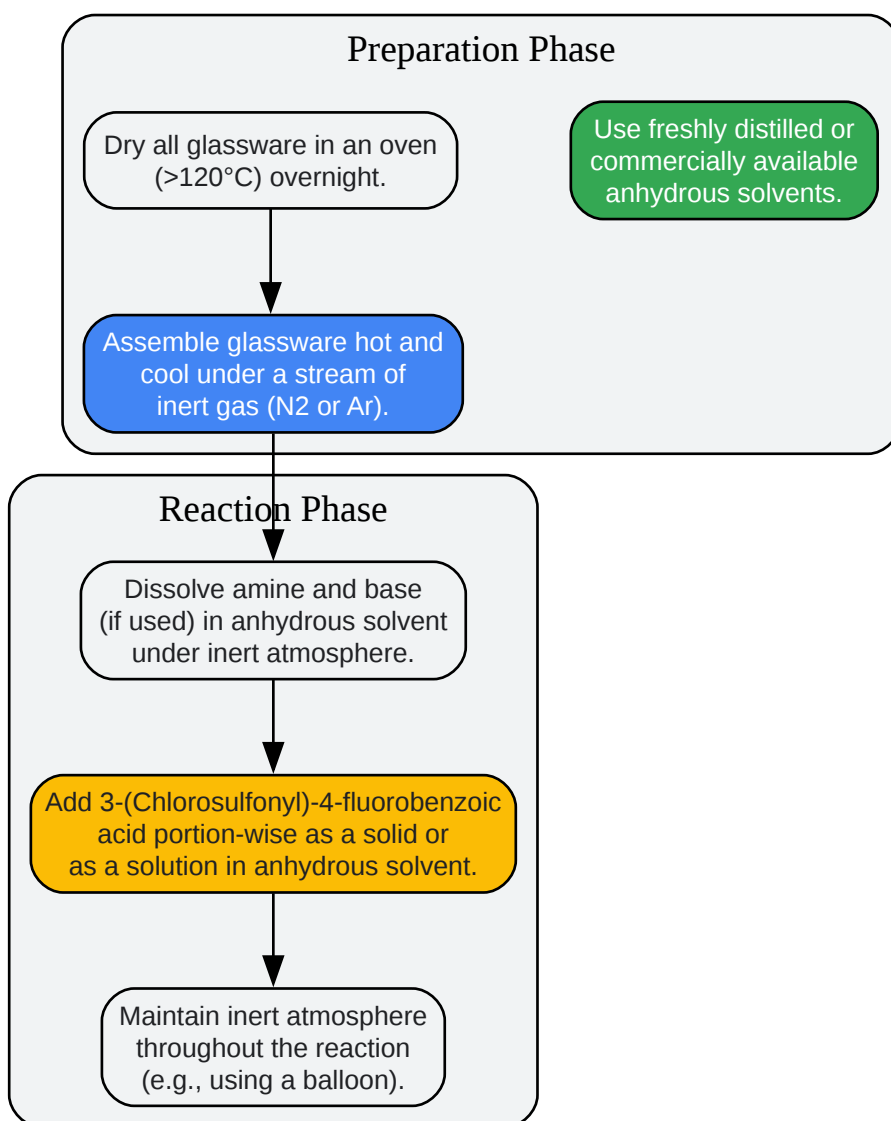 Preparation Phase
Dry all glassware in an oven
(>120°C) overnight.
Use freshly distilled or
commercially available
anhydrous solvents.
Assemble glassware hot and
cool under a stream of
inert gas (N2 or Ar).
Reaction Phase
Dissolve amine and base
(if used) in anhydrous solvent
under inert atmosphere.
Add 3-(Chlorosulfonyl)-4-fluorobenzoic
acid portion-wise as a solid or
as a solution in anhydrous solvent.
Maintain inert atmosphere
throughout the reaction
(e.g., using a balloon).